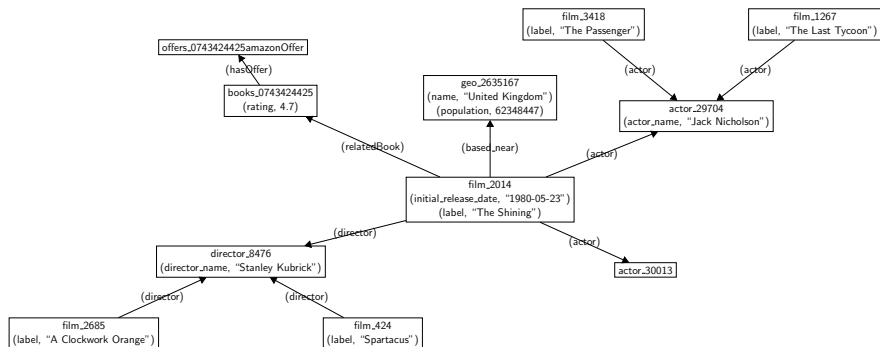 film_3418
(label, “The Passenger”)
film_1267
(label, “The Last Tycoon”)
offers_0743424425amazonOffer
(hasOffer)
(actor)
(actor)
books_0743424425
(rating, 4.7)
geo_2635167
(name, “United Kingdom”)
(population, 62348447)
actor_29704
(actor_name, “Jack Nicholson”)
(relatedBook)
(based_near)
(actor)
film_2014
(initial_release_date, “1980-05-23”)
(label, “The Shining”)
(director)
(actor)
director_8476
(director_name, “Stanley Kubrick”)
actor_30013
(director)
(director)
film_2685
(label, “A Clockwork Orange”)
film_424
(label, “Spartacus”)